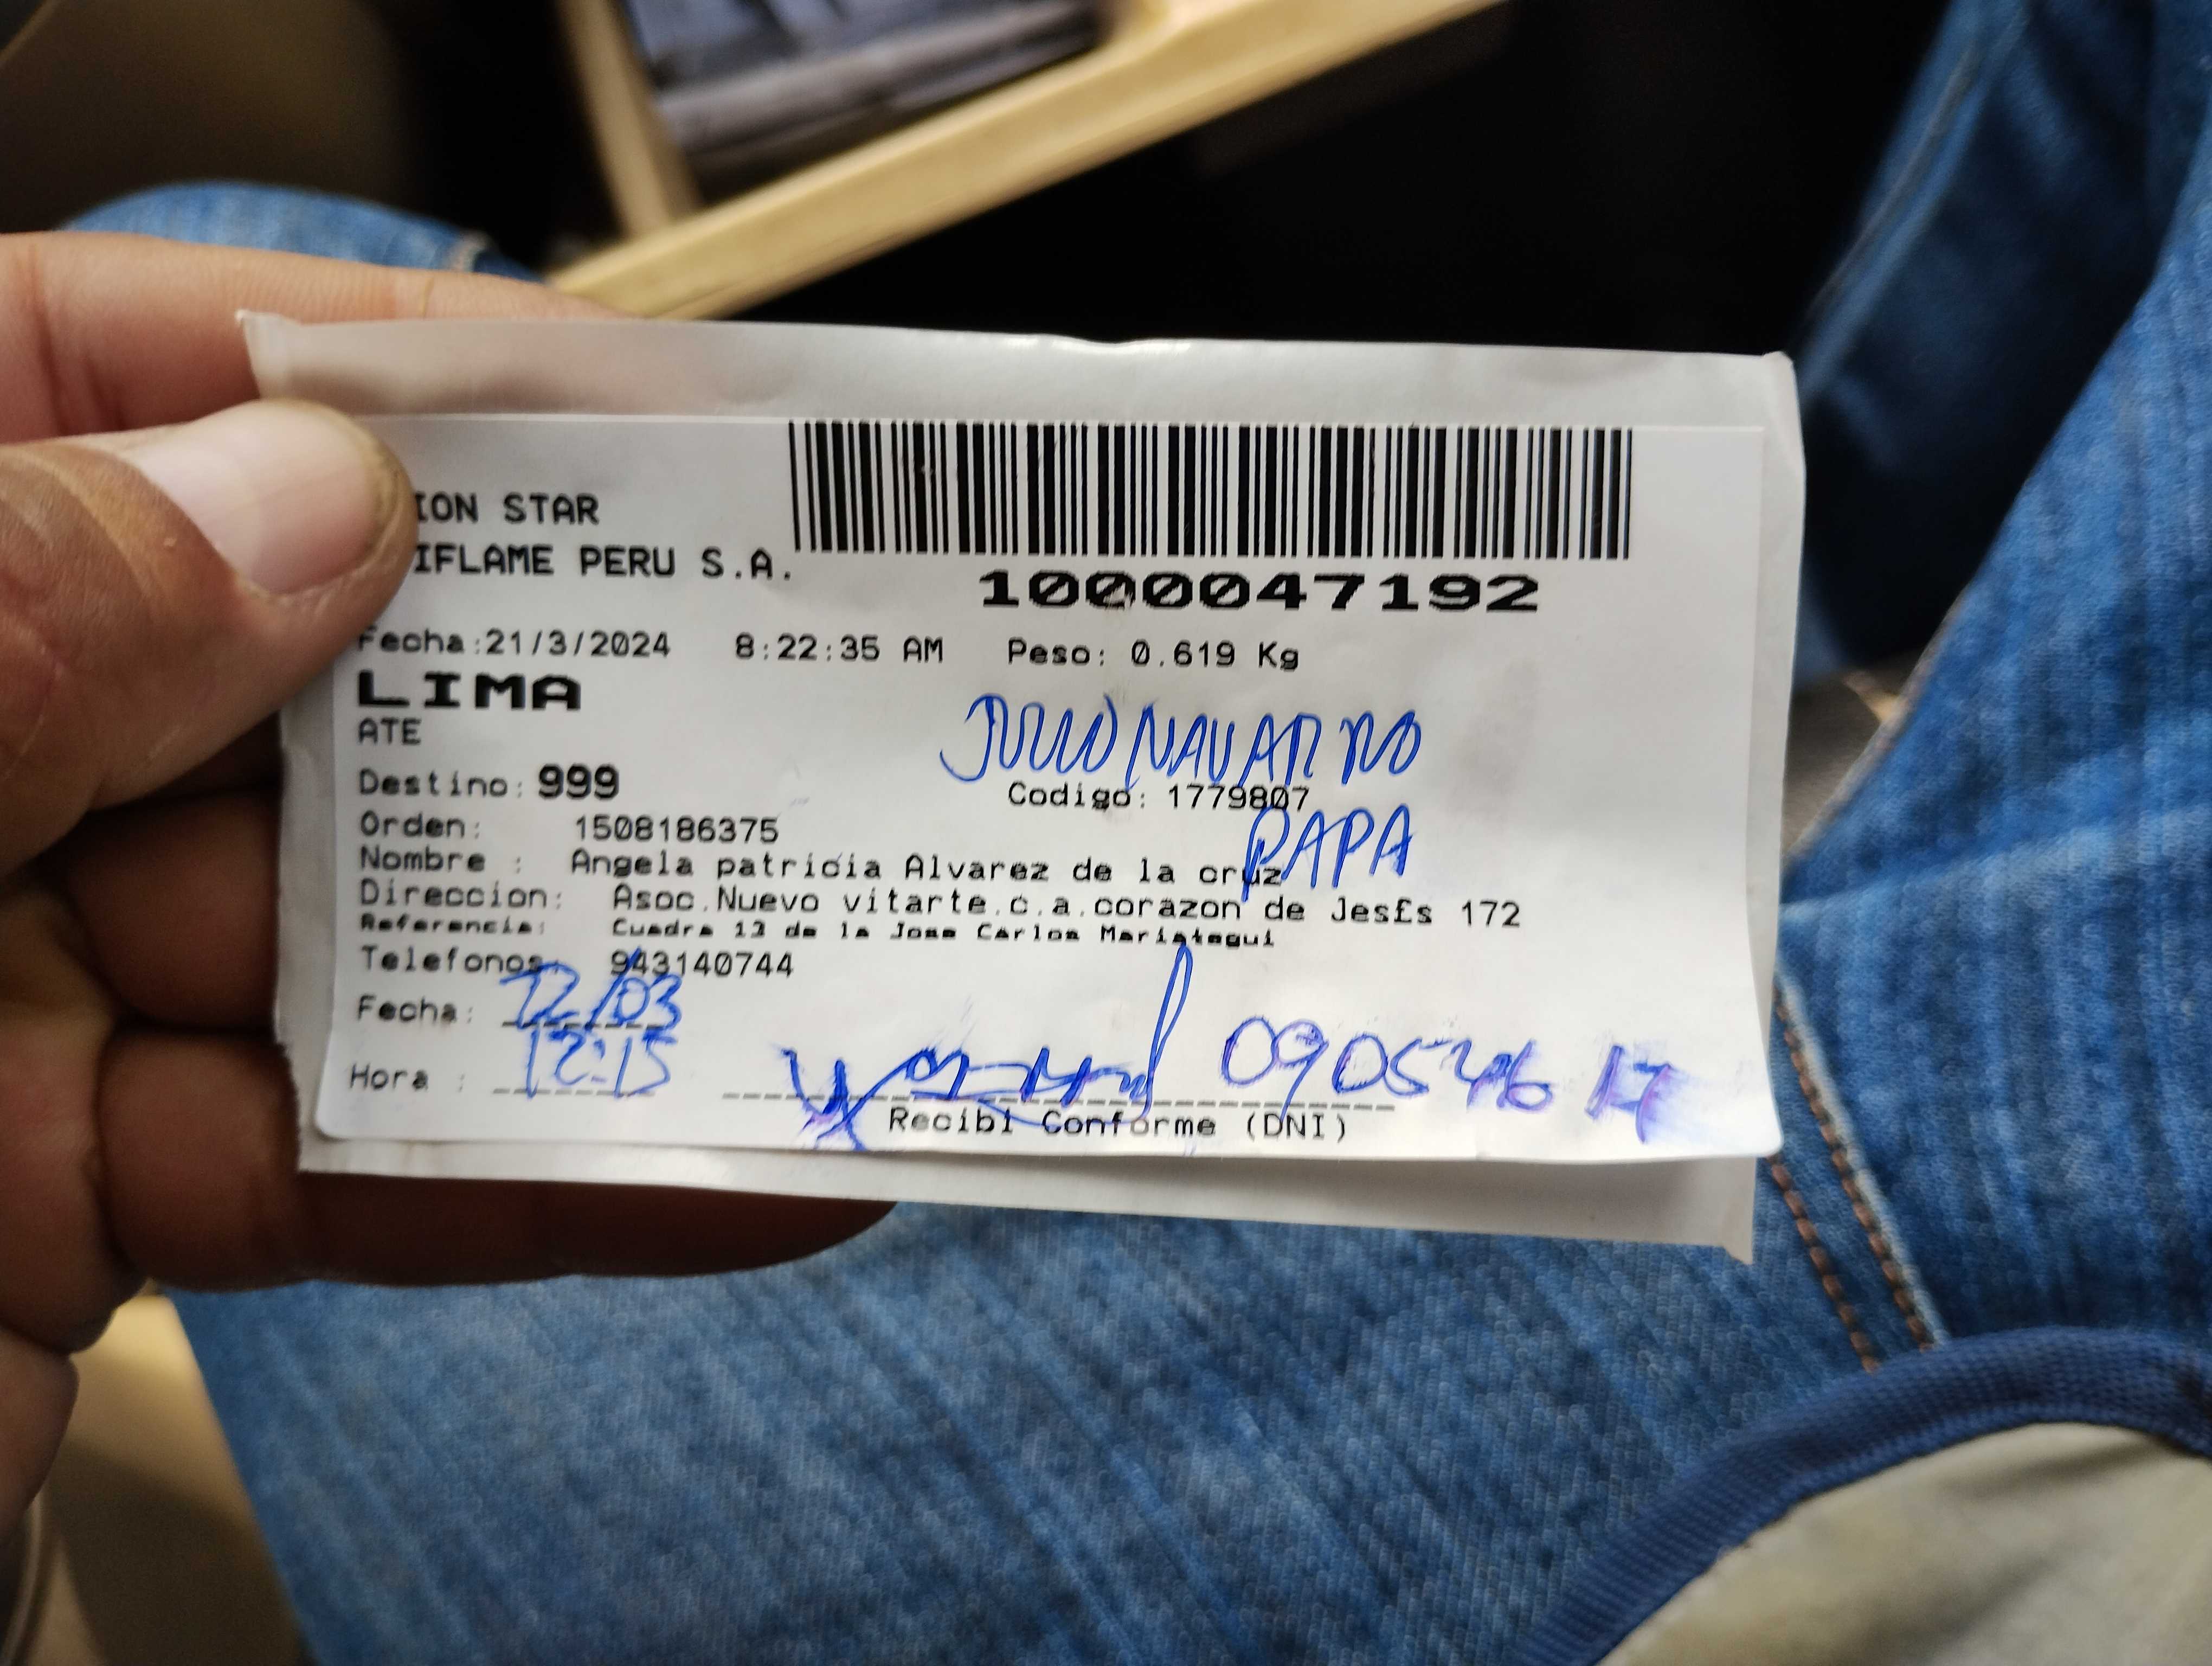 ION STAR
IFLAME PERU S.A.
1000047192
Fecha:21/3/2024 8:22:35 AM Peso: 0.619 Kg
LIMA
ATE
JULIO NAVARRO
Destino: 999 Codigo: 1779807
PAPA
Orden: 1508186375
Nombre : Angela patricia Alvarez de la cruz
Direccion: Asoc.Nuevo vitarte.c.a.corazon de Jes£s 172
Referencia: Cuadra 13 de la Jose Carlos Mariategui
Telefonos: 943140744
Fecha: 22/03
Hora : 12:15
090546 17
Recibi Conforme (DNI)